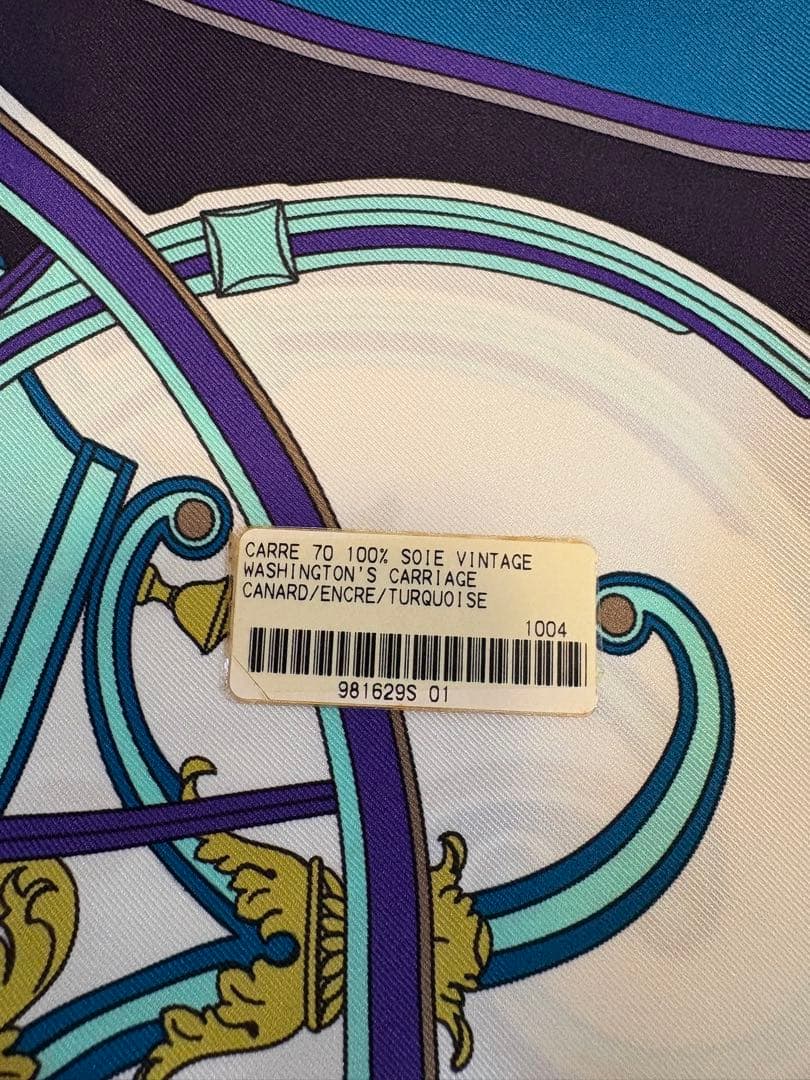 CARRE 70 100% SOIE VINTAGE
WASHINGTON'S CARRIAGE
CANARD/ENCRE/TURQUOISE
1004
981629S 01